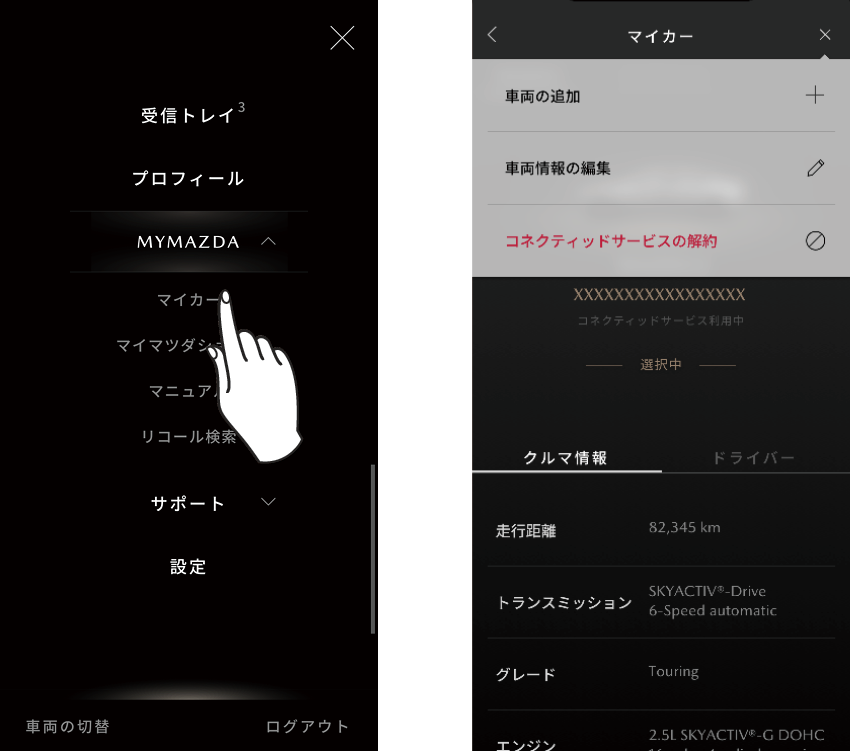 受信トレイ3
プロフィール
MYMAZDA
マイカー
マイマツダシ
マニュア
リコール検索
サポート
設定
車両の切替
ログアウト
マイカー
車両の追加
車両情報の編集
コネクティッドサービスの解約
XXXXXXXXXXXXXXXXX
コネクティッドサービス利用中
選択中
クルマ情報
ドライバー
走行距離
82,345 km
トランスミッション
SKYACTIV®-Drive
6-Speed automatic
グレード
Touring
エンジン
2.5L SKYACTIV®-G DOHC